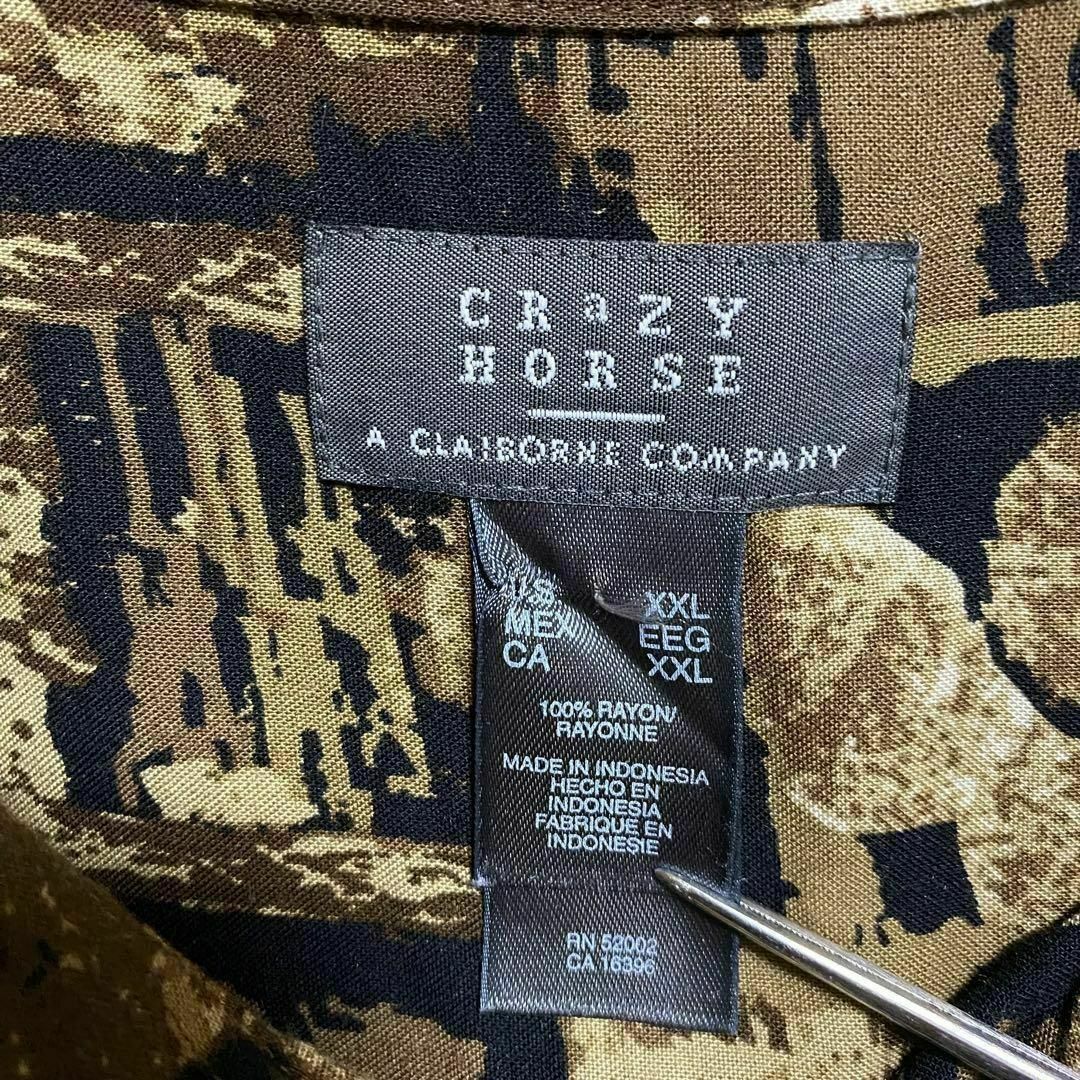 CRaZY
HORSE
A CLAIBORNE COMPANY
U.S. XXL
MEX EEG
CA XXL
100% RAYON/
RAYONNE
MADE IN INDONESIA
HECHO EN
INDONESIA
FABRIQUE EN
INDONESIE
RN 52002
CA 16396